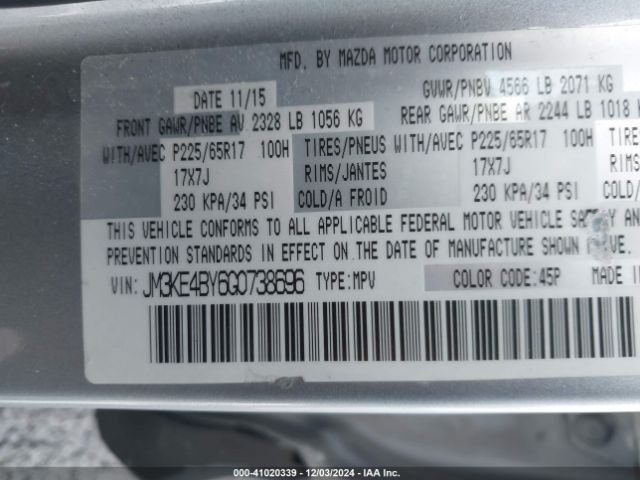 MFD. BY MAZDA MOTOR CORPORATION
DATE 11/15 GVWR/PNBV 4566 LB 2071 KG
FRONT GAWR/PNBE AV 2328 LB 1056 KG REAR GAWR/PNBE AR 2244 LB 1018
WITH/AVEC P225/65R17 100H TIRES/PNEUS WITH/AVEC P225/65R17 100H
17X7J RIMS/JANTES 17X7J
230 KPA/34 PSI COLD/A FROID 230 KPA/34 PSI
THIS VEHICLE CONFORMS TO ALL APPLICABLE FEDERAL MOTOR VEHICLE SAFETY AN
PREVENTION STANDARDS IN EFFECT ON THE DATE OF MANUFACTURE SHOWN
VIN: JM3KE4BY6G0738696 TYPE:MPV COLOR CODE:45P MADE I
000-41020339 - 12/03/2024 - IAA Inc.